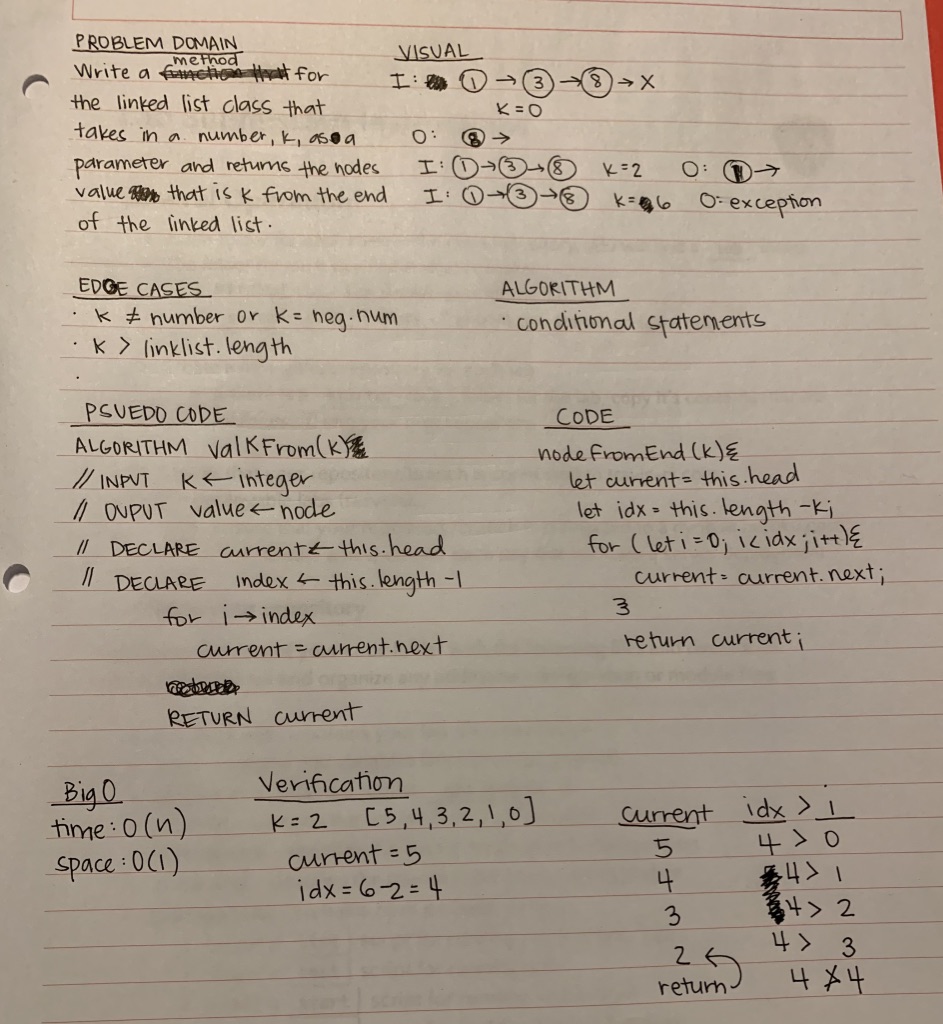 PROBLEM DOMAIN
Write a method for
the linked list class that
takes in a number, k, as a
parameter and returns the nodes
value that is k from the end
of the linked list.
VISUAL
I: 1 → 3 → 8 → X
K=0
O: 8 →
I: 1 → 3 → 8 K=2 O: 1 →
I: 1 → 3 → 8 K=6 O: exception
EDGE CASES
· K ≠ number or K = neg.num
· K > linklist.length
·
ALGORITHM
· conditional statements
PSUEDO CODE
ALGORITHM valKFrom(k)
// INPUT K ← integer
// OUPUT value ← node
// DECLARE current ← this.head
// DECLARE index ← this.length -1
for i → index
current = current.next
RETURN current
CODE
nodeFromEnd(k){
let current = this.head
let idx = this.length -k;
for (let i=0; i<idx; i++){
current = current.next;
}
return current;
Big O
time: O(n)
space: O(1)
Verification
K = 2 [5,4,3,2,1,0]
current = 5
idx = 6-2 = 4
current idx > i
5 4 > 0
4 4 > 1
3 4 > 2
2 4 > 3
return 4 ≯ 4